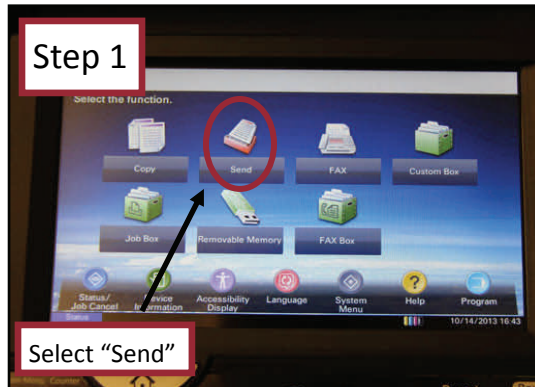 Step 1
Select the function.
Copy
Send
FAX
Custom Box
Job Box
Removable Memory
FAX Box
Status/
Job Cancel
Device
Information
Accessibility
Display
Language
System
Menu
Help
Program
Status
10/14/2013 16:43
Select “Send”